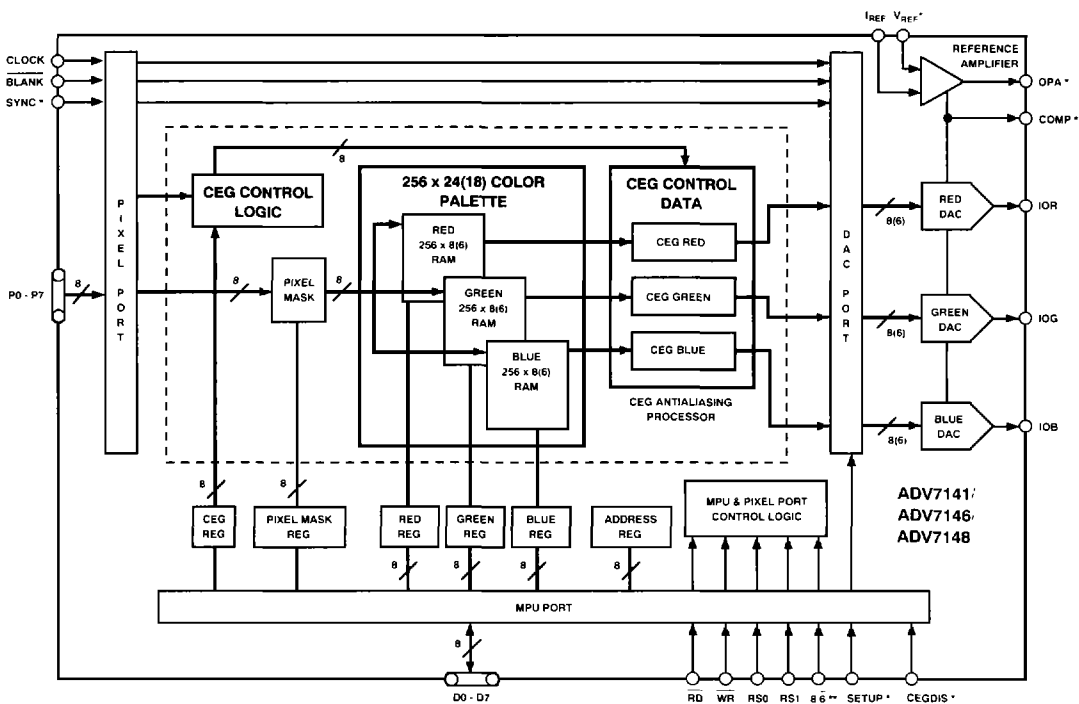 IREF VREF*
CLOCK
BLANK
SYNC *
REFERENCE
AMPLIFIER
OPA *
COMP *
8
CEG CONTROL
LOGIC
256 x 24(18) COLOR
PALETTE
CEG CONTROL
DATA
RED
256 x 8(6)
RAM
CEG RED
RED
DAC
IOR
8(6)
PIXEL PORT
DAC PORT
P0 - P7
8
8
PIXEL
MASK
8
GREEN
256 x 8(6)
RAM
CEG GREEN
GREEN
DAC
IOG
8(6)
BLUE
256 x 8(6)
RAM
CEG BLUE
CEG ANTIALIASING
PROCESSOR
BLUE
DAC
IOB
8(6)
8
8
CEG
REG
PIXEL MASK
REG
RED
REG
GREEN
REG
BLUE
REG
ADDRESS
REG
MPU & PIXEL PORT
CONTROL LOGIC
ADV7141/
ADV7146/
ADV7148
8
8
8
8
MPU PORT
8
D0 - D7
RD WR RS0 RS1 8/6 ** SETUP * CEGDIS *